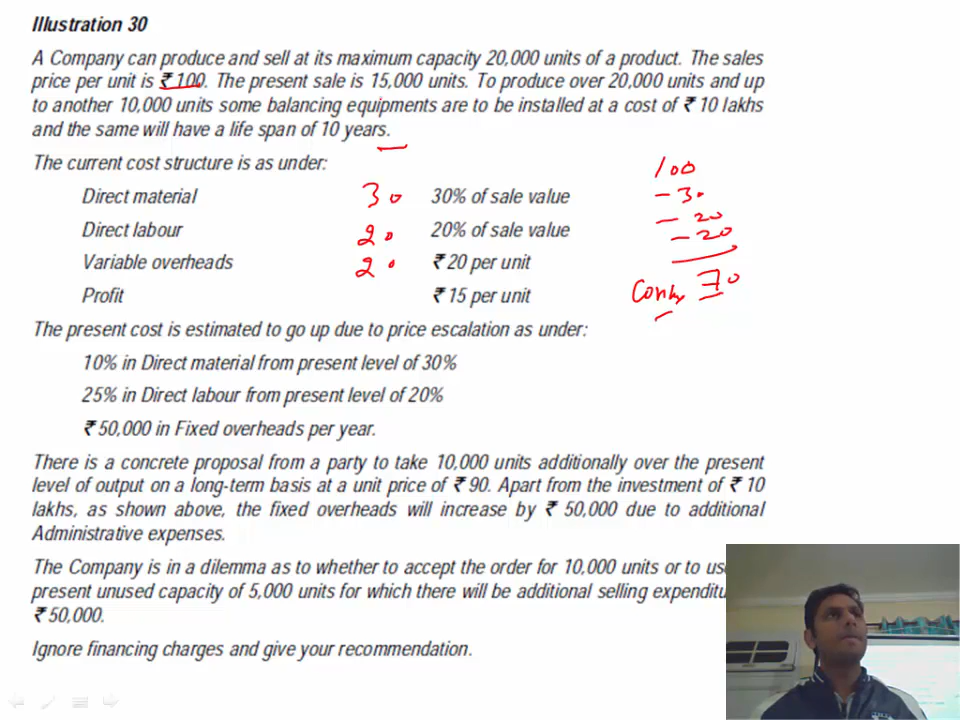 Illustration 30
A Company can produce and sell at its maximum capacity 20,000 units of a product. The sales
price per unit is ₹ 100. The present sale is 15,000 units. To produce over 20,000 units and up
to another 10,000 units some balancing equipments are to be installed at a cost of ₹ 10 lakhs
and the same will have a life span of 10 years.
The current cost structure is as under:
100
Direct material 30 30% of sale value
- 30
- 20
Direct labour 20 20% of sale value
- 20
Variable overheads 20 ₹ 20 per unit
70
Profit ₹ 15 per unit
The present cost is estimated to go up due to price escalation as under:
10% in Direct material from present level of 30%
25% in Direct labour from present level of 20%
₹ 50,000 in Fixed overheads per year.
There is a concrete proposal from a party to take 10,000 units additionally over the present
level of output on a long-term basis at a unit price of ₹ 90. Apart from the investment of ₹ 10
lakhs, as shown above, the fixed overheads will increase by ₹ 50,000 due to additional
Administrative expenses.
The Company is in a dilemma as to whether to accept the order for 10,000 units or to
present unused capacity of 5,000 units for which there will be additional selling
₹ 50,000.
Ignore financing charges and give your recommendation.